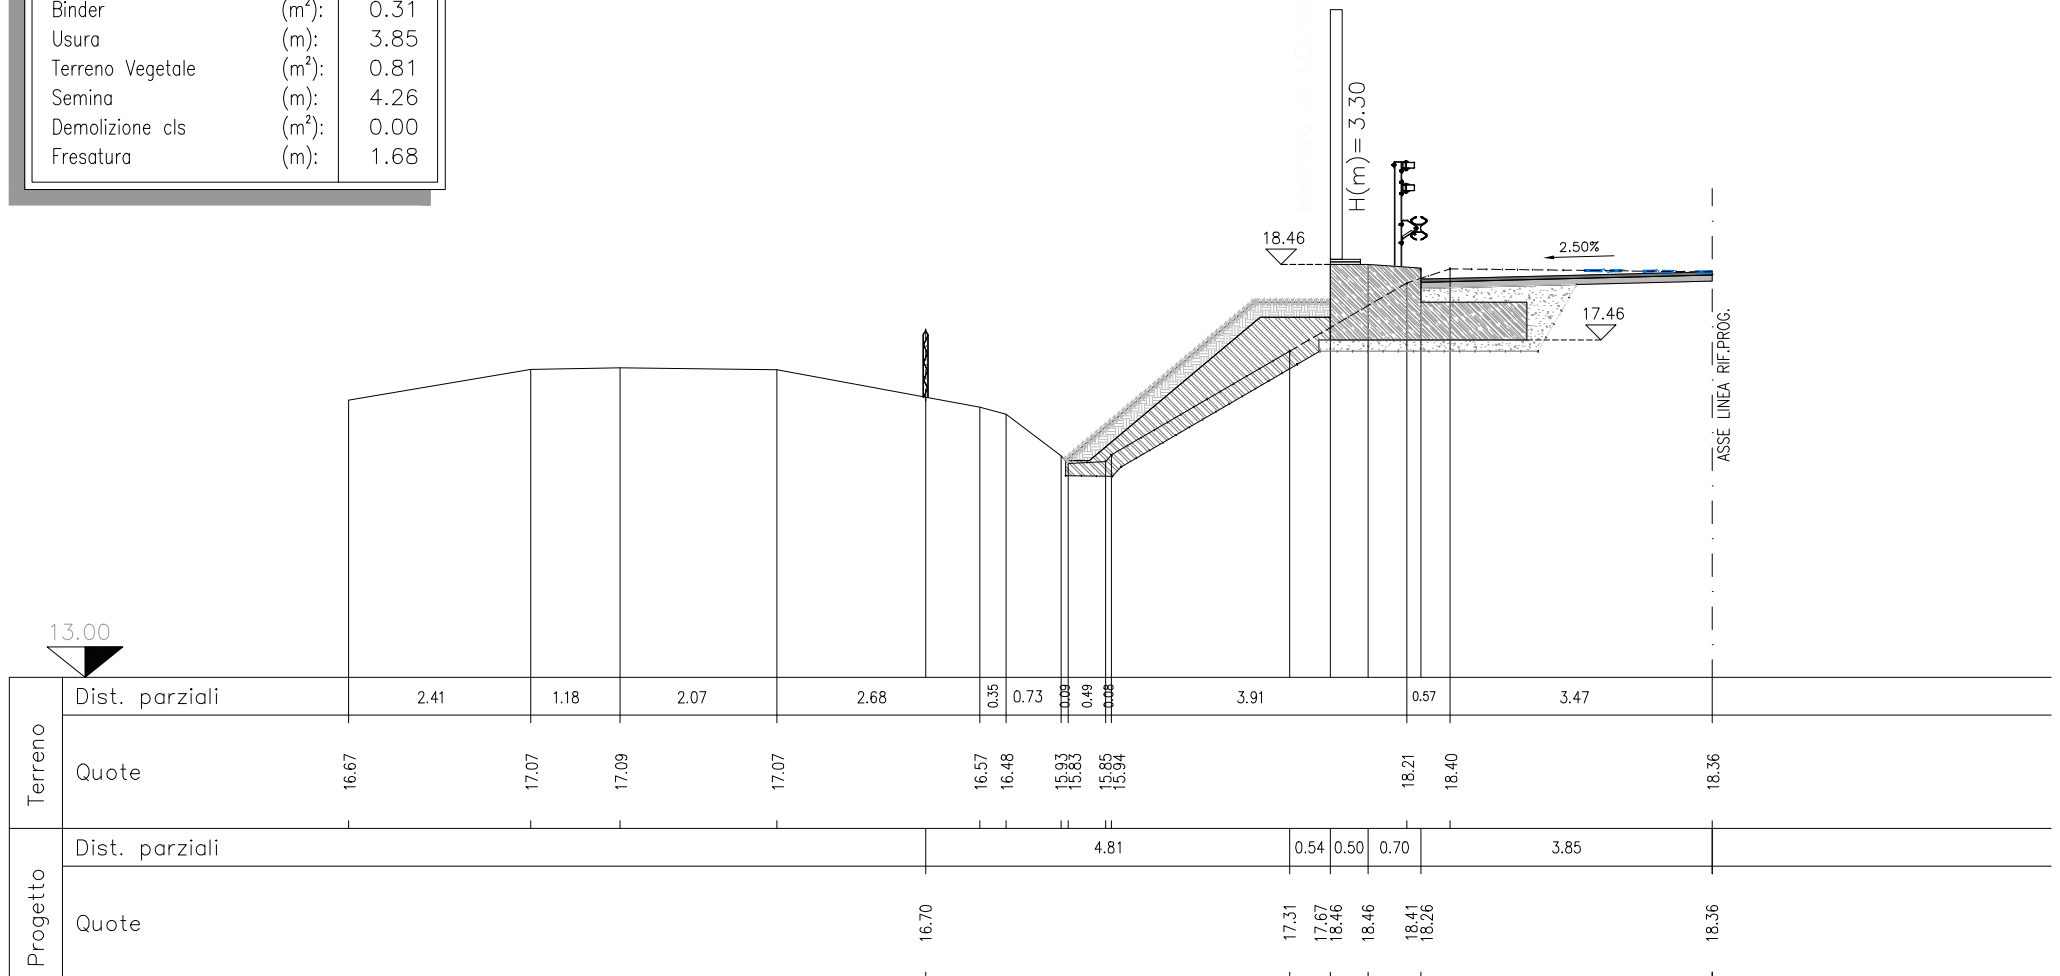 Binder (m²): 0.31
Usura (m): 3.85
Terreno Vegetale (m²): 0.81
Semina (m): 4.26
Demolizione cls (m²): 0.00
Fresatura (m): 1.68
Barriera in LEGNO
H(m)= 3.30
18.46
2.50%
17.46
ASSE LINEA RIF.PROG.
13.00
Terreno
Dist. parziali 2.41 1.18 2.07 2.68 0.35 0.73 0.09 0.49 0.08 3.91 0.57 3.47
Quote 16.67 17.07 17.09 17.07 16.57 16.48 15.93 15.83 15.85 15.94 18.21 18.40 18.36
Progetto
Dist. parziali 4.81 0.54 0.50 0.70 3.85
Quote 16.70 17.31 17.67 18.46 18.46 18.41 18.26 18.36